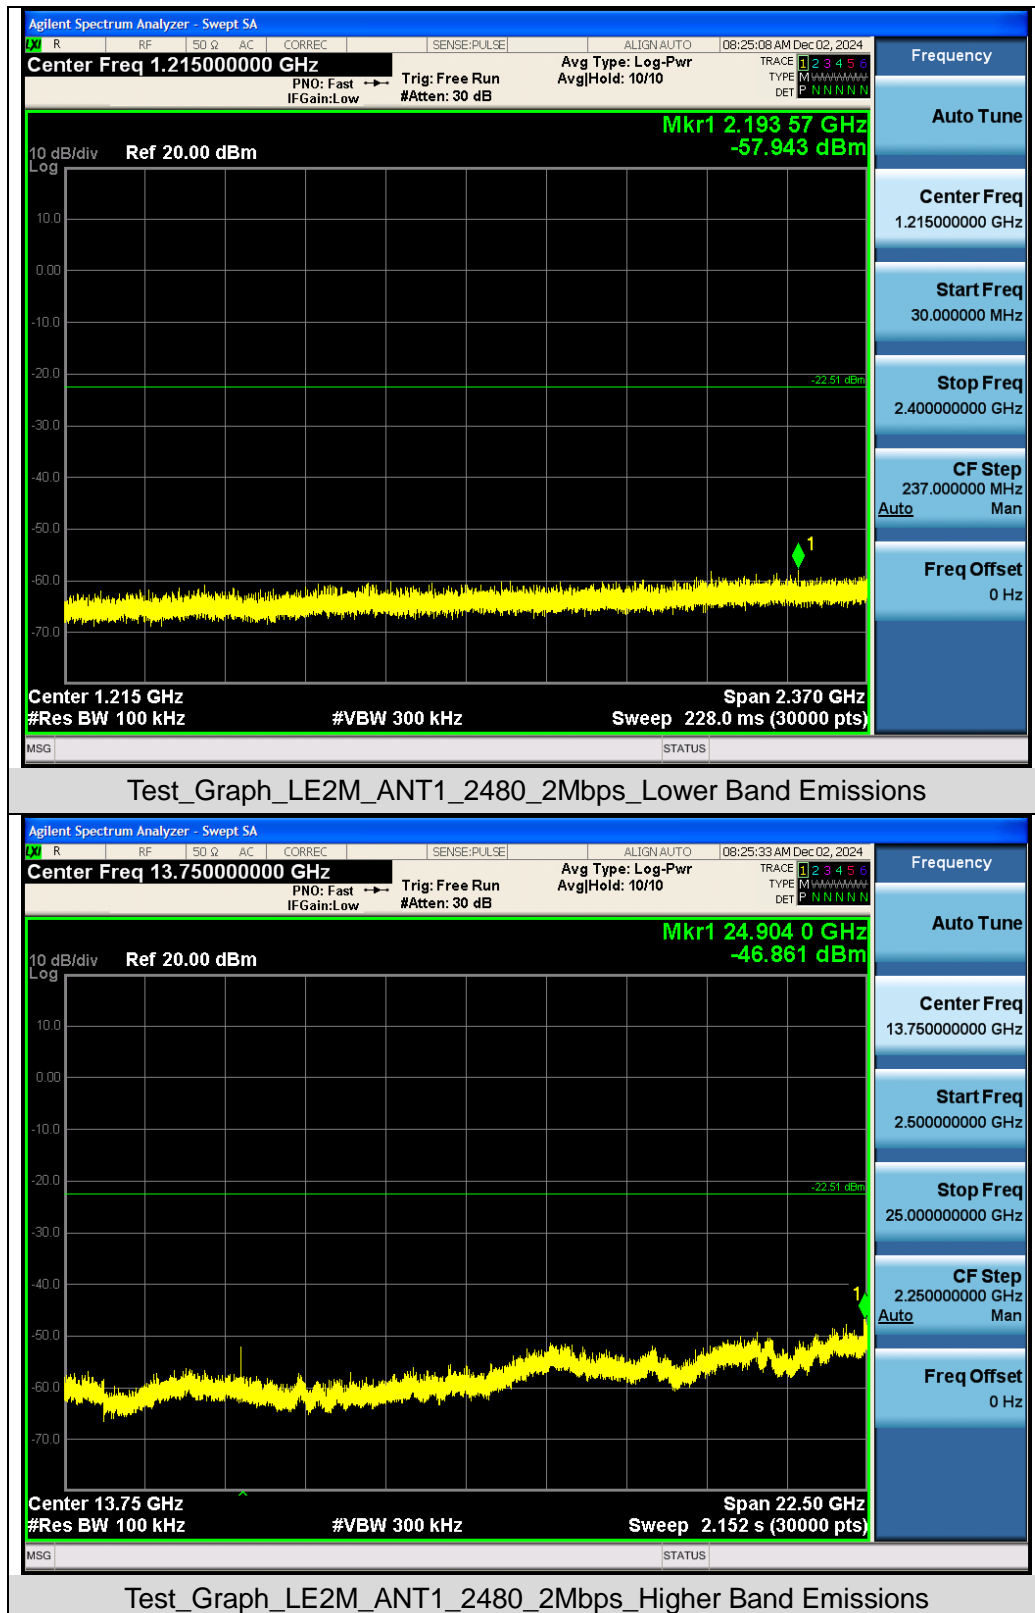 Agilent Spectrum Analyzer - Swept SA
LXI R RF 50 Ω AC CORREC SENSE:PULSE ALIGN AUTO 08:25:08 AM Dec 02, 2024
Center Freq 1.215000000 GHz
PNO: Fast
IFGain:Low
Trig: Free Run
#Atten: 30 dB
Avg Type: Log-Pwr
Avg|Hold: 10/10
TRACE 1 2 3 4 5 6
TYPE M
DET P N N N N N
Frequency
Auto Tune
Mkr1 2.193 57 GHz
-57.943 dBm
10 dB/div Ref 20.00 dBm
Log
10.0
0.00
-10.0
-20.0
-22.51 dBm
-30.0
-40.0
-50.0
1
-60.0
-70.0
Center Freq
1.215000000 GHz
Start Freq
30.000000 MHz
Stop Freq
2.400000000 GHz
CF Step
237.000000 MHz
Auto Man
Freq Offset
0 Hz
Center 1.215 GHz Span 2.370 GHz
#Res BW 100 kHz #VBW 300 kHz Sweep 228.0 ms (30000 pts)
MSG STATUS
Test_Graph_LE2M_ANT1_2480_2Mbps_Lower Band Emissions
Agilent Spectrum Analyzer - Swept SA
LXI R RF 50 Ω AC CORREC SENSE:PULSE ALIGN AUTO 08:25:33 AM Dec 02, 2024
Center Freq 13.750000000 GHz
PNO: Fast
IFGain:Low
Trig: Free Run
#Atten: 30 dB
Avg Type: Log-Pwr
Avg|Hold: 10/10
TRACE 1 2 3 4 5 6
TYPE M
DET P N N N N N
Frequency
Auto Tune
Mkr1 24.904 0 GHz
-46.861 dBm
10 dB/div Ref 20.00 dBm
Log
10.0
0.00
-10.0
-20.0
-22.51 dBm
-30.0
-40.0
1
-50.0
-60.0
-70.0
Center Freq
13.750000000 GHz
Start Freq
2.500000000 GHz
Stop Freq
25.000000000 GHz
CF Step
2.250000000 GHz
Auto Man
Freq Offset
0 Hz
Center 13.75 GHz Span 22.50 GHz
#Res BW 100 kHz #VBW 300 kHz Sweep 2.152 s (30000 pts)
MSG STATUS
Test_Graph_LE2M_ANT1_2480_2Mbps_Higher Band Emissions